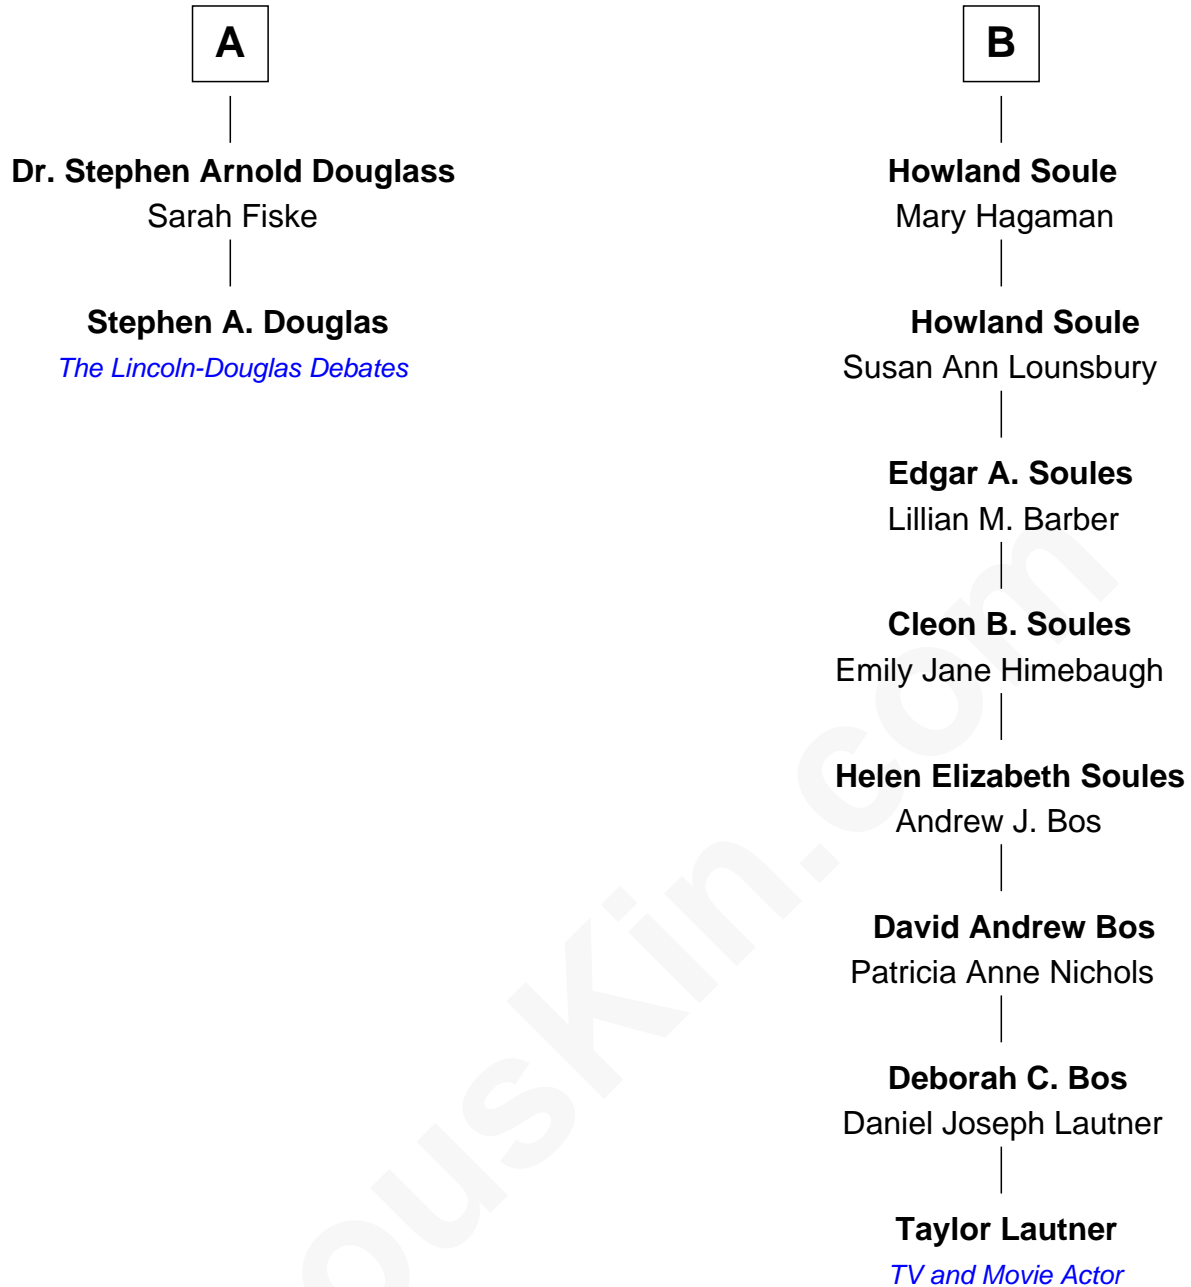 A
Dr. Stephen Arnold Douglass
Sarah Fiske
Stephen A. Douglas
The Lincoln-Douglas Debates
B
Howland Soule
Mary Hagaman
Howland Soule
Susan Ann Lounsbury
Edgar A. Soules
Lillian M. Barber
Cleon B. Soules
Emily Jane Himebaugh
Helen Elizabeth Soules
Andrew J. Bos
David Andrew Bos
Patricia Anne Nichols
Deborah C. Bos
Daniel Joseph Lautner
Taylor Lautner
TV and Movie Actor
ousKin.com